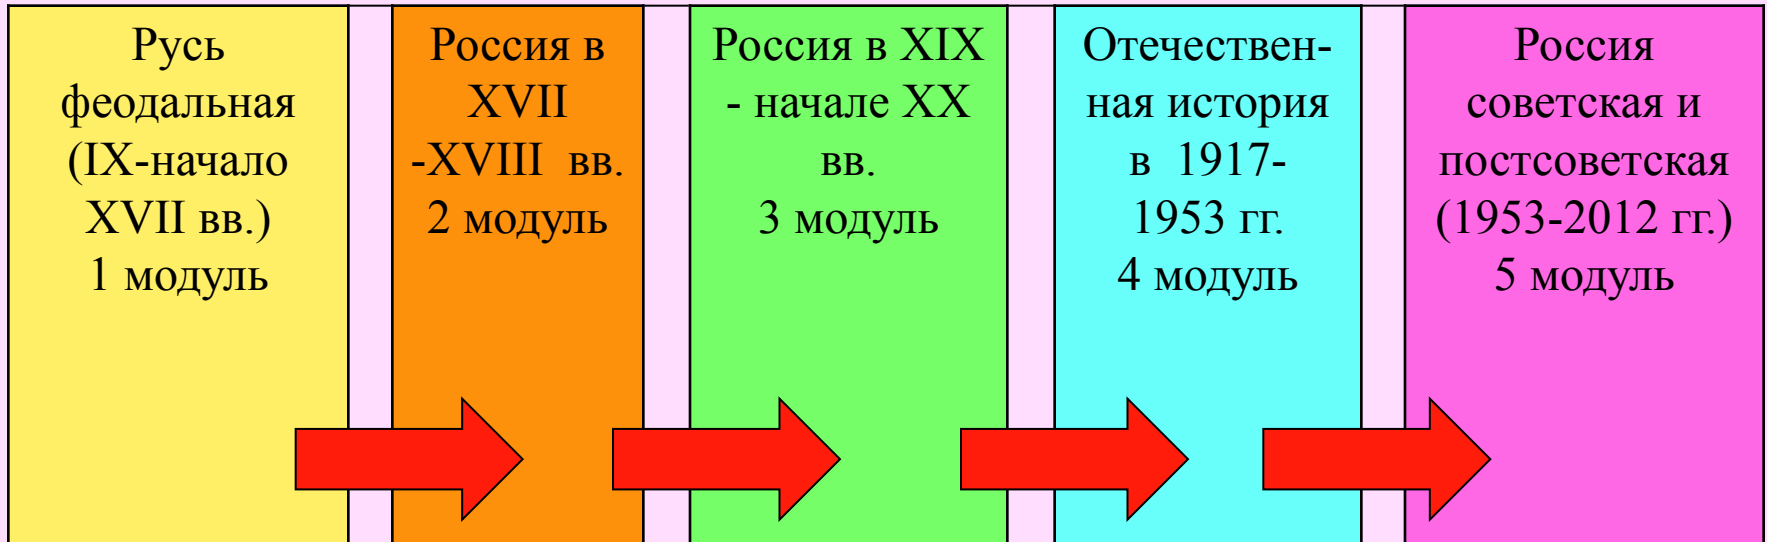 Русь
феодальная
(IX-начало
XVII вв.)
1 модуль
Россия в
XVII
-XVIII вв.
2 модуль
Россия в XIX
- начале XX
вв.
3 модуль
Отечествен-
ная история
в 1917-
1953 гг.
4 модуль
Россия
советская и
постсоветская
(1953-2012 гг.)
5 модуль